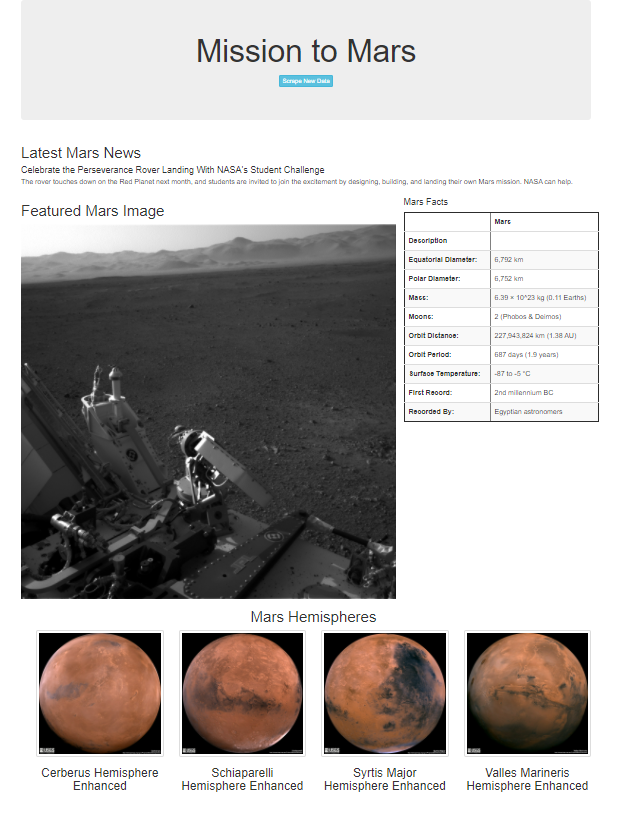 Mission to Mars
Scrape New Data
Latest Mars News
Celebrate the Perseverance Rover Landing With NASA's Student Challenge
The rover touches down on the Red Planet next month, and students are invited to join the excitement by designing, building, and landing their own Mars mission. NASA can help.
Featured Mars Image
Mars Facts
Mars
Description
Equatorial Diameter: 6,792 km
Polar Diameter: 6,752 km
Mass: 6.39 × 10^23 kg (0.11 Earths)
Moons: 2 (Phobos & Deimos)
Orbit Distance: 227,943,824 km (1.38 AU)
Orbit Period: 687 days (1.9 years)
Surface Temperature: -87 to -5 °C
First Record: 2nd millennium BC
Recorded By: Egyptian astronomers
Mars Hemispheres
Cerberus Hemisphere
Enhanced
Schiaparelli
Hemisphere Enhanced
Syrtis Major
Hemisphere Enhanced
Valles Marineris
Hemisphere Enhanced